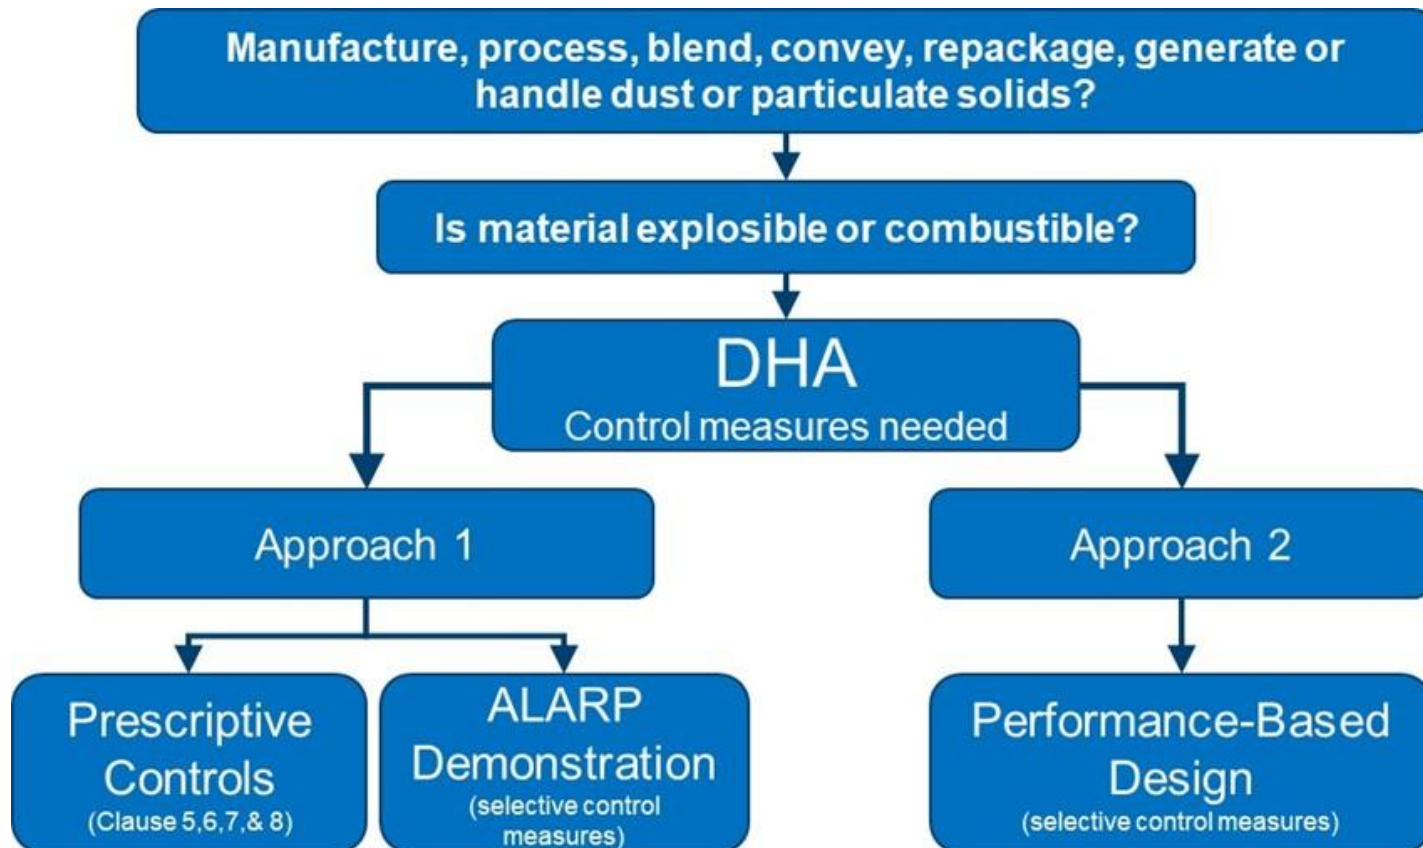 Manufacture, process, blend, convey, repackage, generate or
handle dust or particulate solids?
Is material explosible or combustible?
DHA
Control measures needed
Approach 1
Approach 2
Prescriptive
Controls
(Clause 5,6,7,& 8)
ALARP
Demonstration
(selective control
measures)
Performance-Based
Design
(selective control measures)